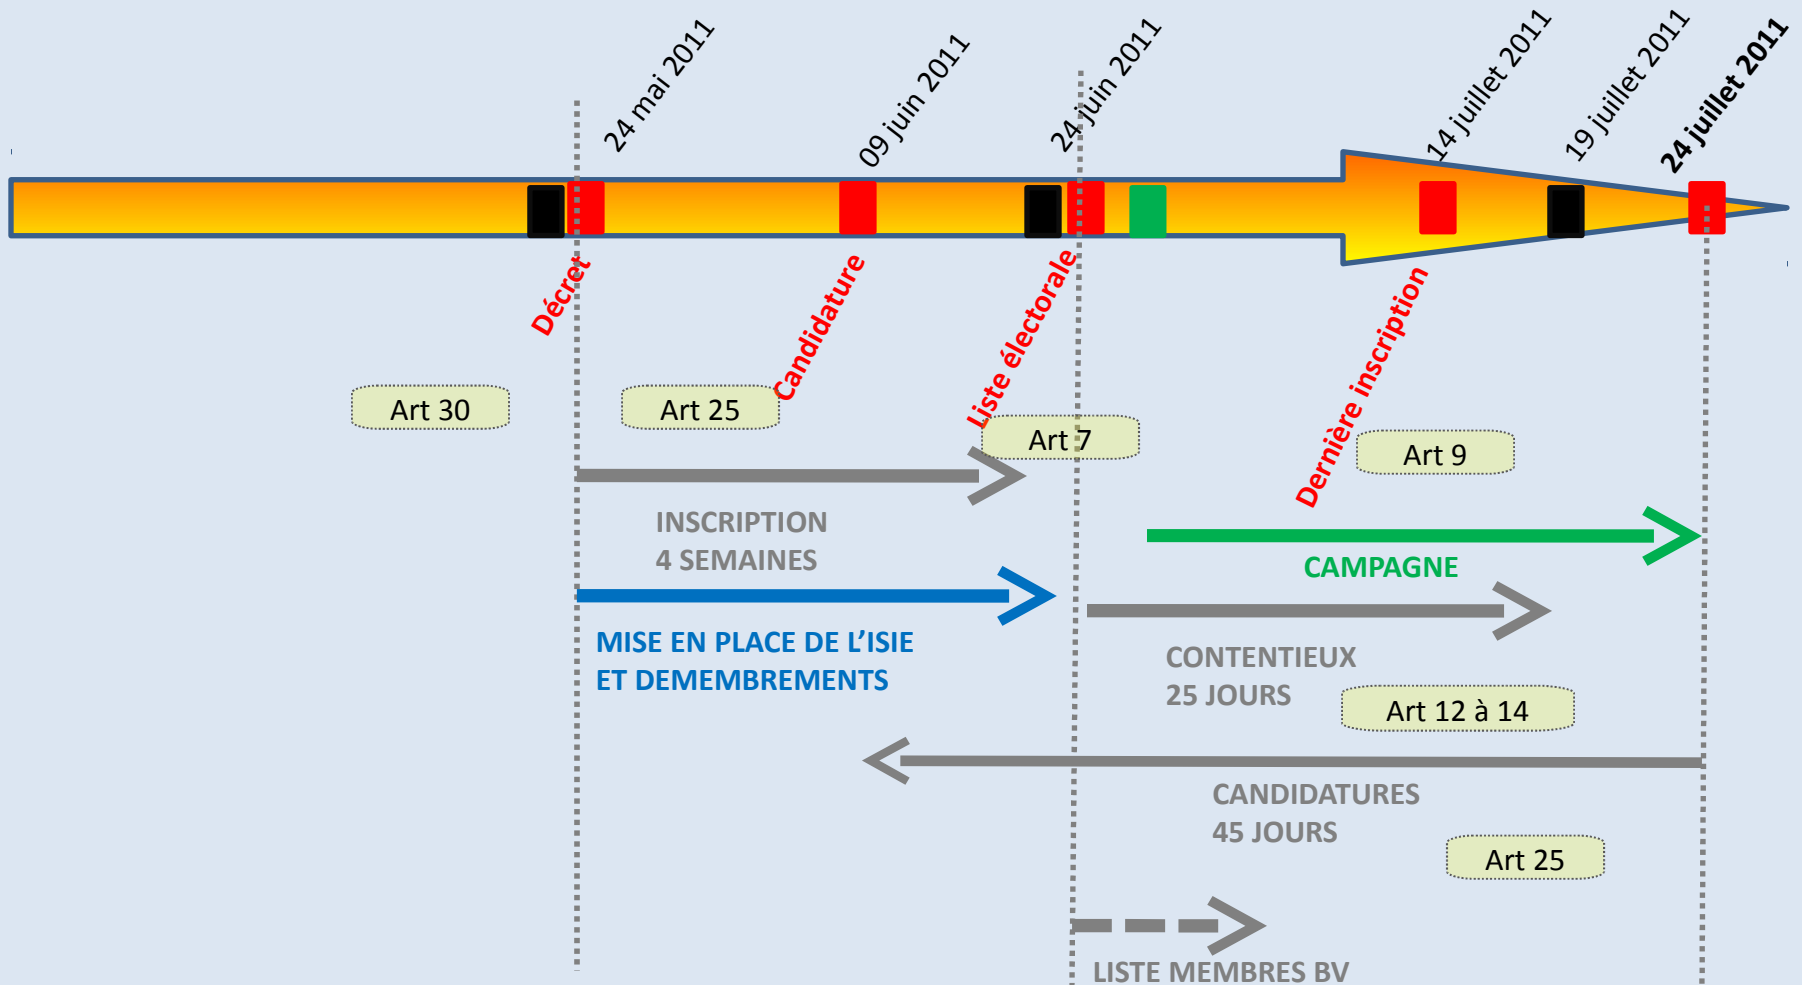 24 mai 2011
09 juin 2011
24 juin 2011
14 juillet 2011
19 juillet 2011
24 juillet 2011
Décret
Candidature
Liste électorale
Dernière inscription
Art 30
Art 25
Art 7
Art 9
INSCRIPTION
4 SEMAINES
CAMPAGNE
MISE EN PLACE DE L’ISIE
ET DEMEMBREMENTS
CONTENTIEUX
25 JOURS
Art 12 à 14
CANDIDATURES
45 JOURS
Art 25
LISTE MEMBRES BV